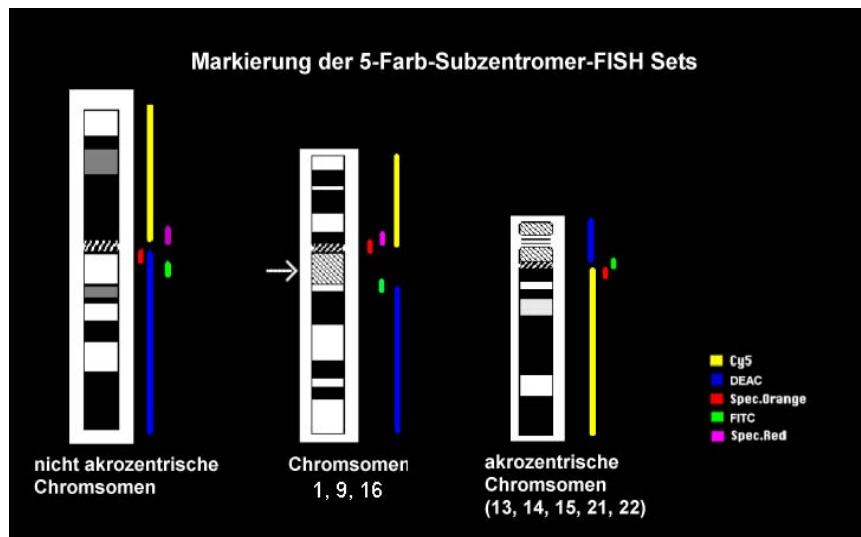 Markierung der 5-Farb-Subzentromer-FISH Sets
nicht akrozentrische
Chromsomen
Chromsomen
1, 9, 16
akrozentrische
Chromsomen
(13, 14, 15, 21, 22)
Cy5
DEAC
Spec.Orange
FITC
Spec.Red